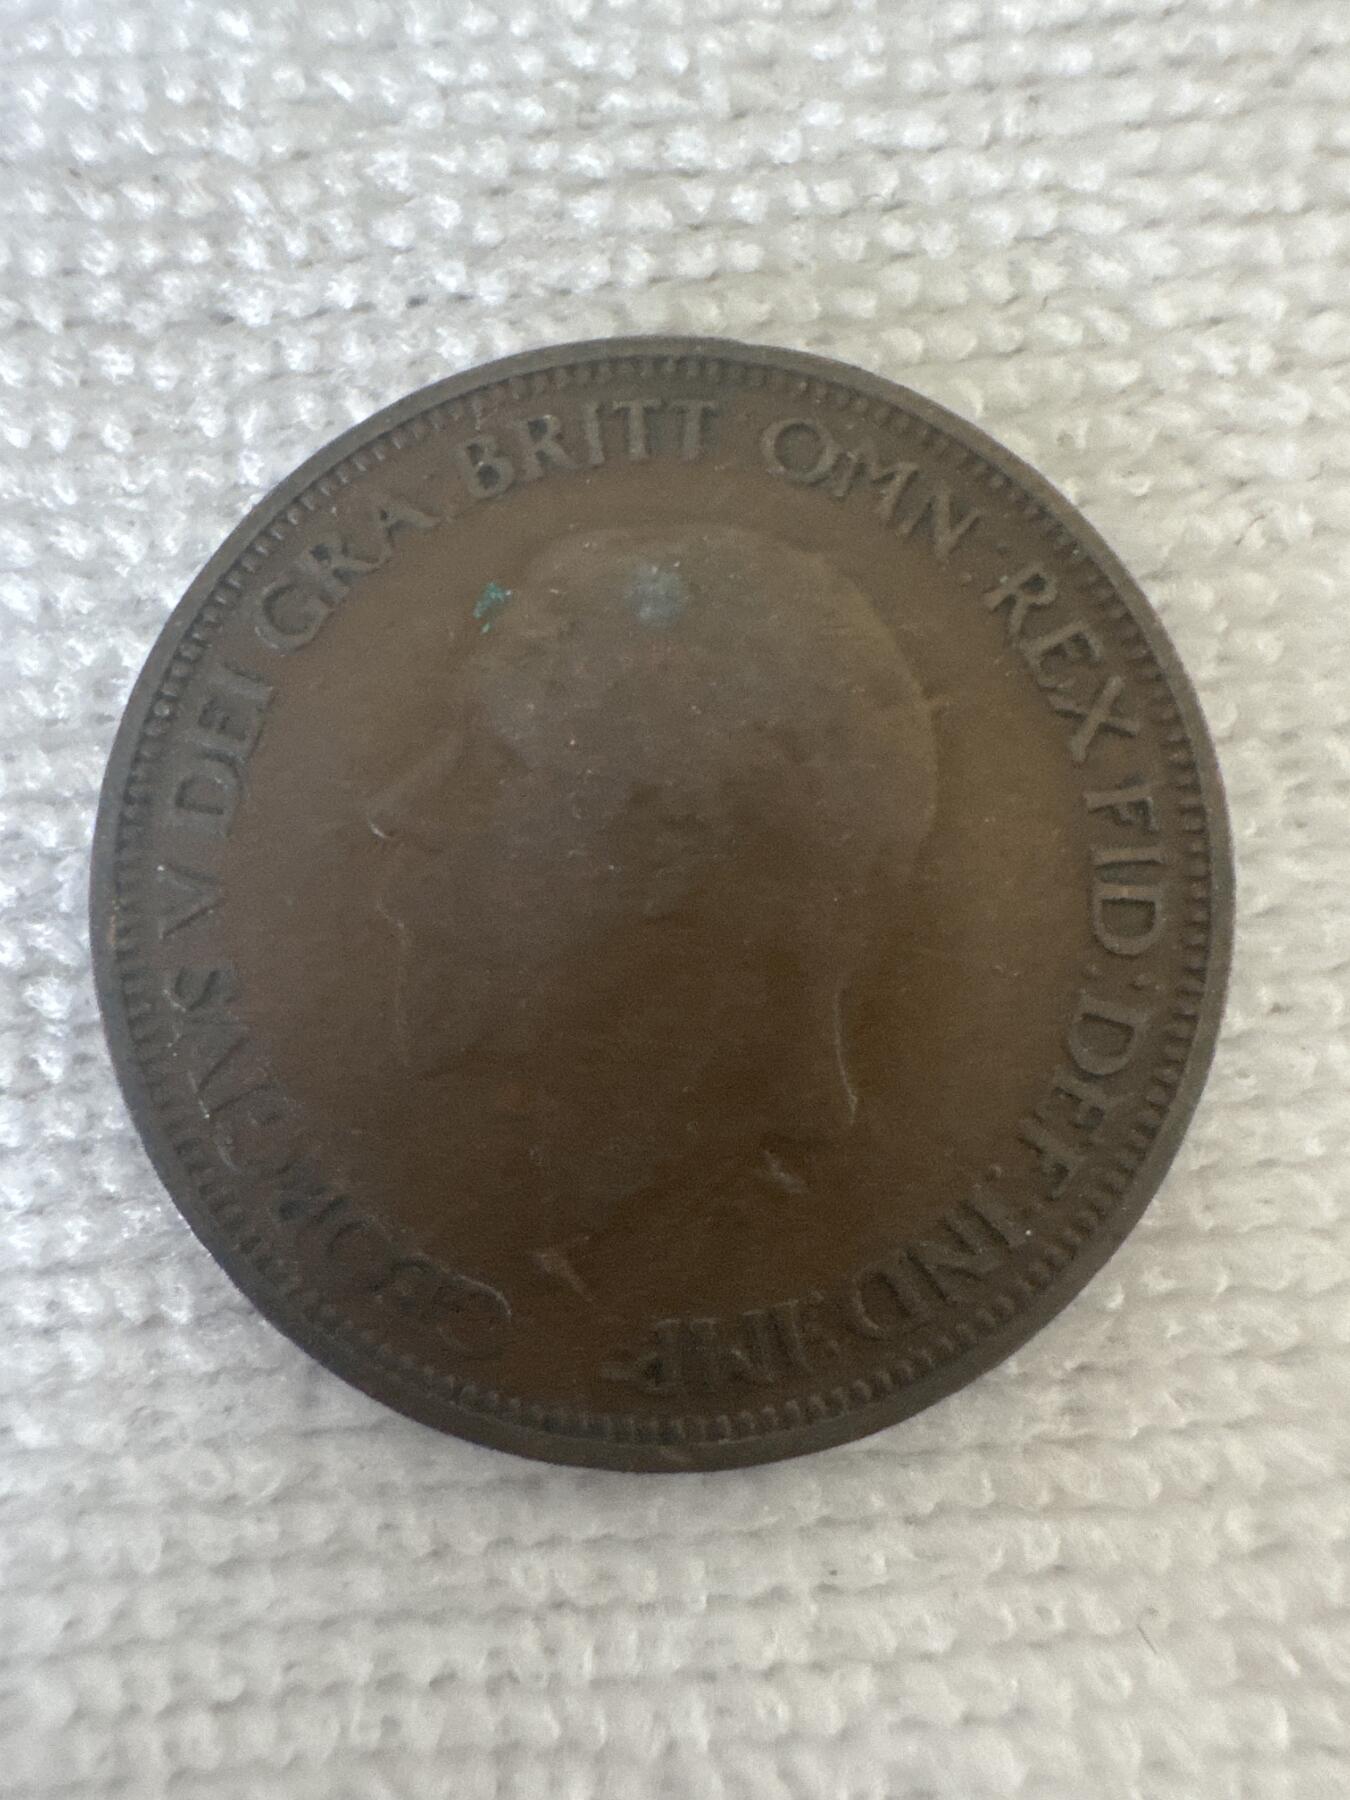 GEORGIVS V DEI GRA: BRITT: OMN: REX FID: DEF: IND: IMP: